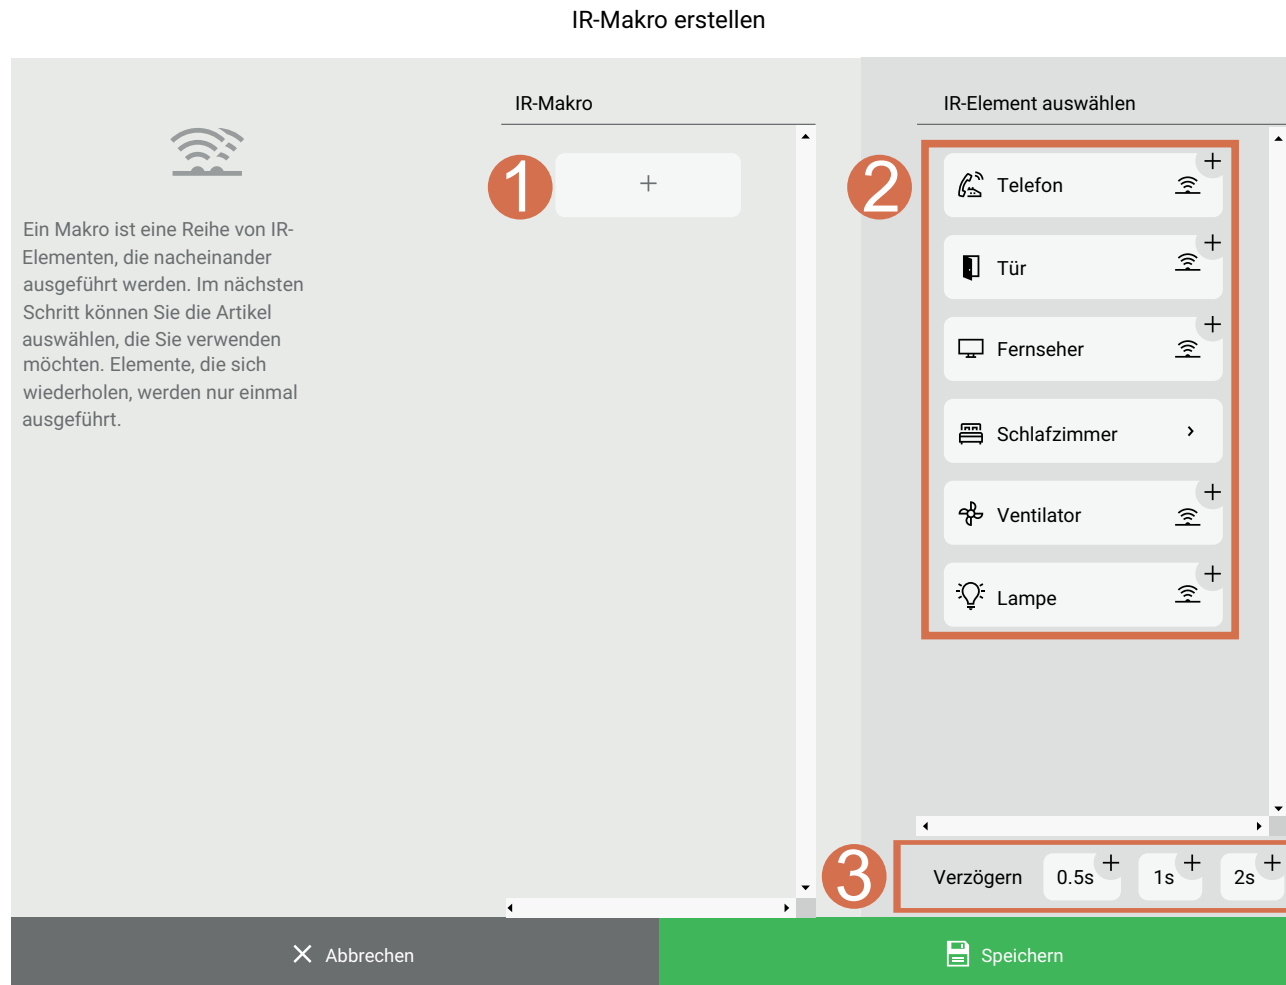 IR-Makro erstellen
Ein Makro ist eine Reihe von IR-
Elementen, die nacheinander
ausgeführt werden. Im nächsten
Schritt können Sie die Artikel
auswählen, die Sie verwenden
möchten. Elemente, die sich
wiederholen, werden nur einmal
ausgeführt.
IR-Makro
1
+
IR-Element auswählen
2
Telefon +
Tür +
Fernseher +
Schlafzimmer
Ventilator +
Lampe +
3
Verzögern 0.5s + 1s + 2s +
Abbrechen
Speichern